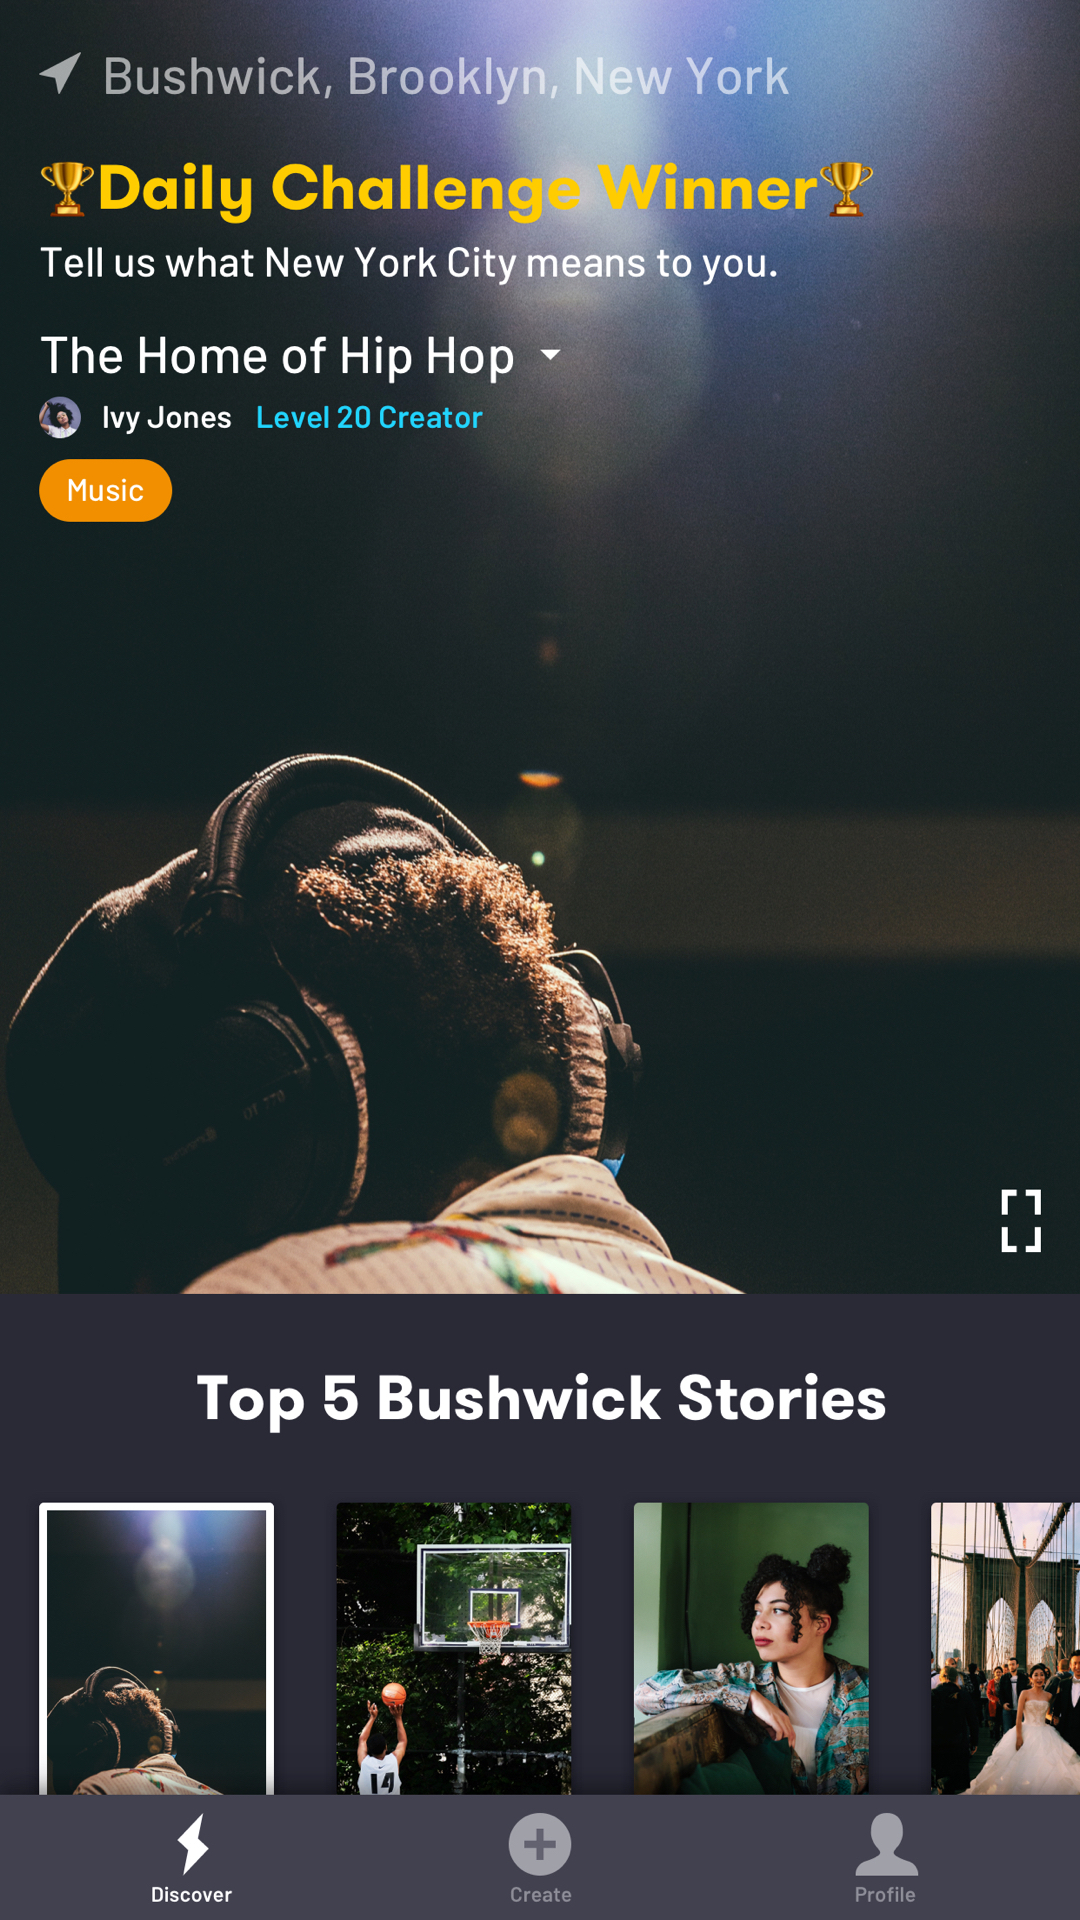 Bushwick, Brooklyn, New York
🏆Daily Challenge Winner🏆
Tell us what New York City means to you.
The Home of Hip Hop
Ivy Jones Level 20 Creator
Music
Top 5 Bushwick Stories
14
Discover Create Profile